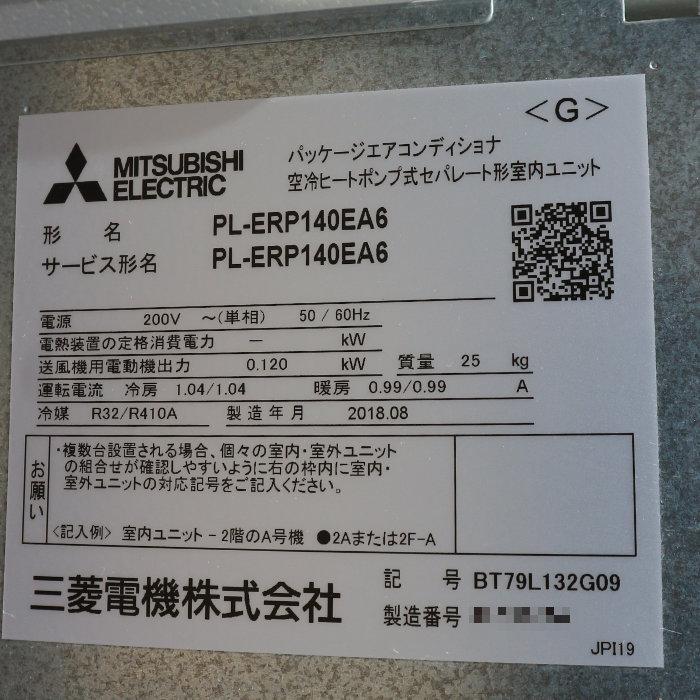 <G>
MITSUBISHI
ELECTRIC
パッケージエアコンディショナ
空冷ヒートポンプ式セパレート形室内ユニット
形名 PL-ERP140EA6
サービス形名 PL-ERP140EA6
電源 200V ～(単相) 50 / 60Hz
電熱装置の定格消費電力 － kW
送風機用電動機出力 0.120 kW 質量 25 kg
運転電流 冷房 1.04/1.04 暖房 0.99/0.99 A
冷媒 R32/R410A 製造年月 2018.08
お願い
・複数台設置される場合、個々の室内・室外ユニット
の組合せが確認しやすいように右の枠内に室内・
室外ユニットの対応記号をご記入ください。
<記入例> 室内ユニット－2階のA号機 ●2Aまたは2F-A
三菱電機株式会社
記号 BT79L132G09
製造番号
JPI19